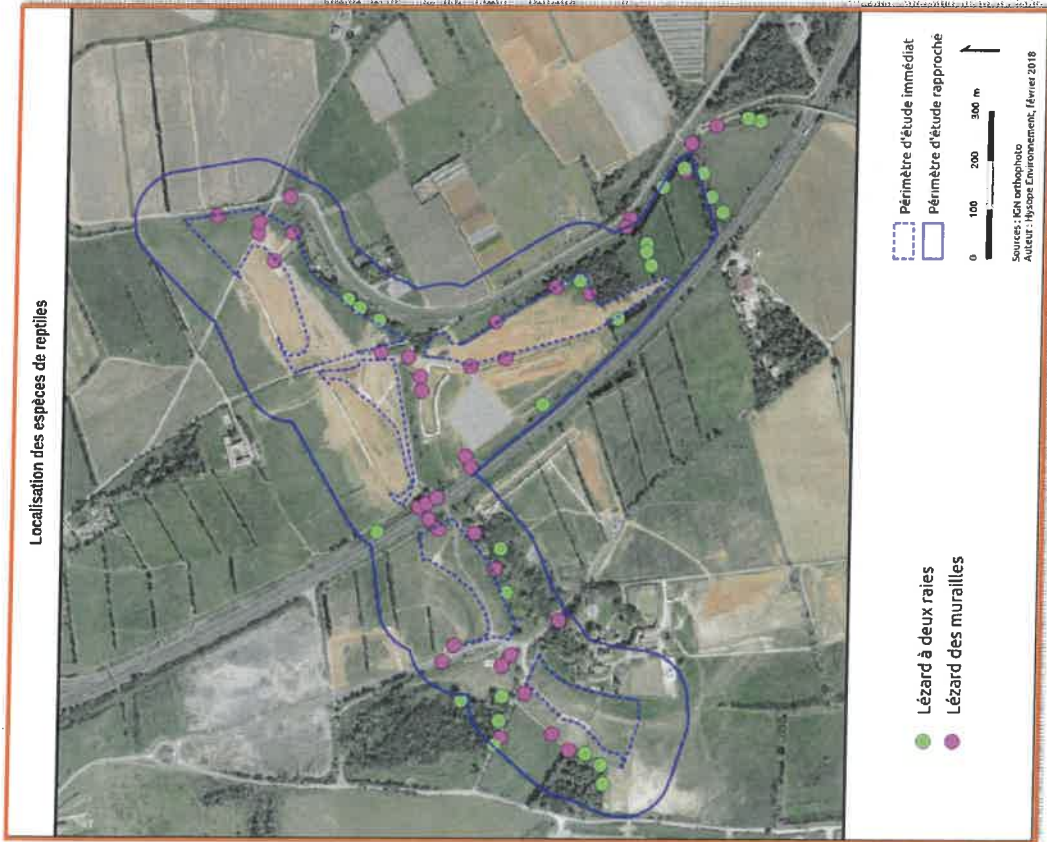 Localisation des espèces de reptiles
Périmètre d'étude immédiat
Périmètre d'étude rapproché
0 100 200 300 m
Sources : IGN orthophoto
Auteur : Hysope Environnement, février 2018
Lézard à deux raies
Lézard des murailles